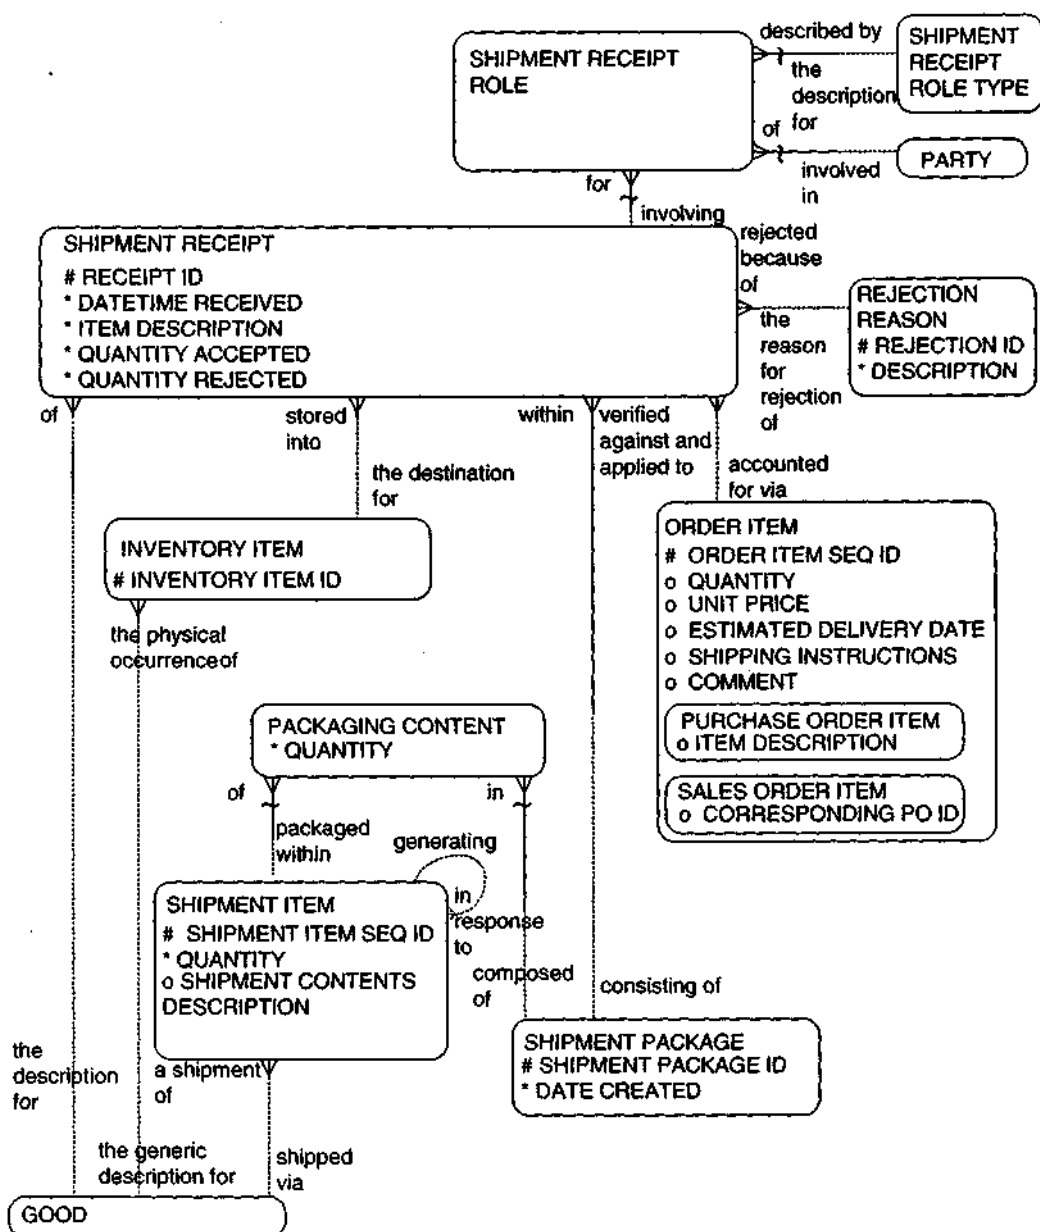 SHIPMENT RECEIPT
ROLE
described by
the
description
for
SHIPMENT
RECEIPT
ROLE TYPE
of
involved
in
PARTY
for
involving
SHIPMENT RECEIPT
# RECEIPT ID
* DATETIME RECEIVED
* ITEM DESCRIPTION
* QUANTITY ACCEPTED
* QUANTITY REJECTED
rejected
because
of
the
reason
for
rejection
of
REJECTION
REASON
# REJECTION ID
* DESCRIPTION
of
stored
into
within
verified
against and
applied to
the destination
for
accounted
for via
INVENTORY ITEM
# INVENTORY ITEM ID
ORDER ITEM
# ORDER ITEM SEQ ID
o QUANTITY
o UNIT PRICE
o ESTIMATED DELIVERY DATE
o SHIPPING INSTRUCTIONS
o COMMENT
PURCHASE ORDER ITEM
o ITEM DESCRIPTION
SALES ORDER ITEM
o CORRESPONDING PO ID
the physical
occurrence of
PACKAGING CONTENT
* QUANTITY
of
in
packaged
within
generating
in
response
to
SHIPMENT ITEM
# SHIPMENT ITEM SEQ ID
* QUANTITY
o SHIPMENT CONTENTS
DESCRIPTION
composed
of
consisting of
SHIPMENT PACKAGE
# SHIPMENT PACKAGE ID
* DATE CREATED
the
description
for
a shipment
of
the generic
description for
shipped
via
GOOD